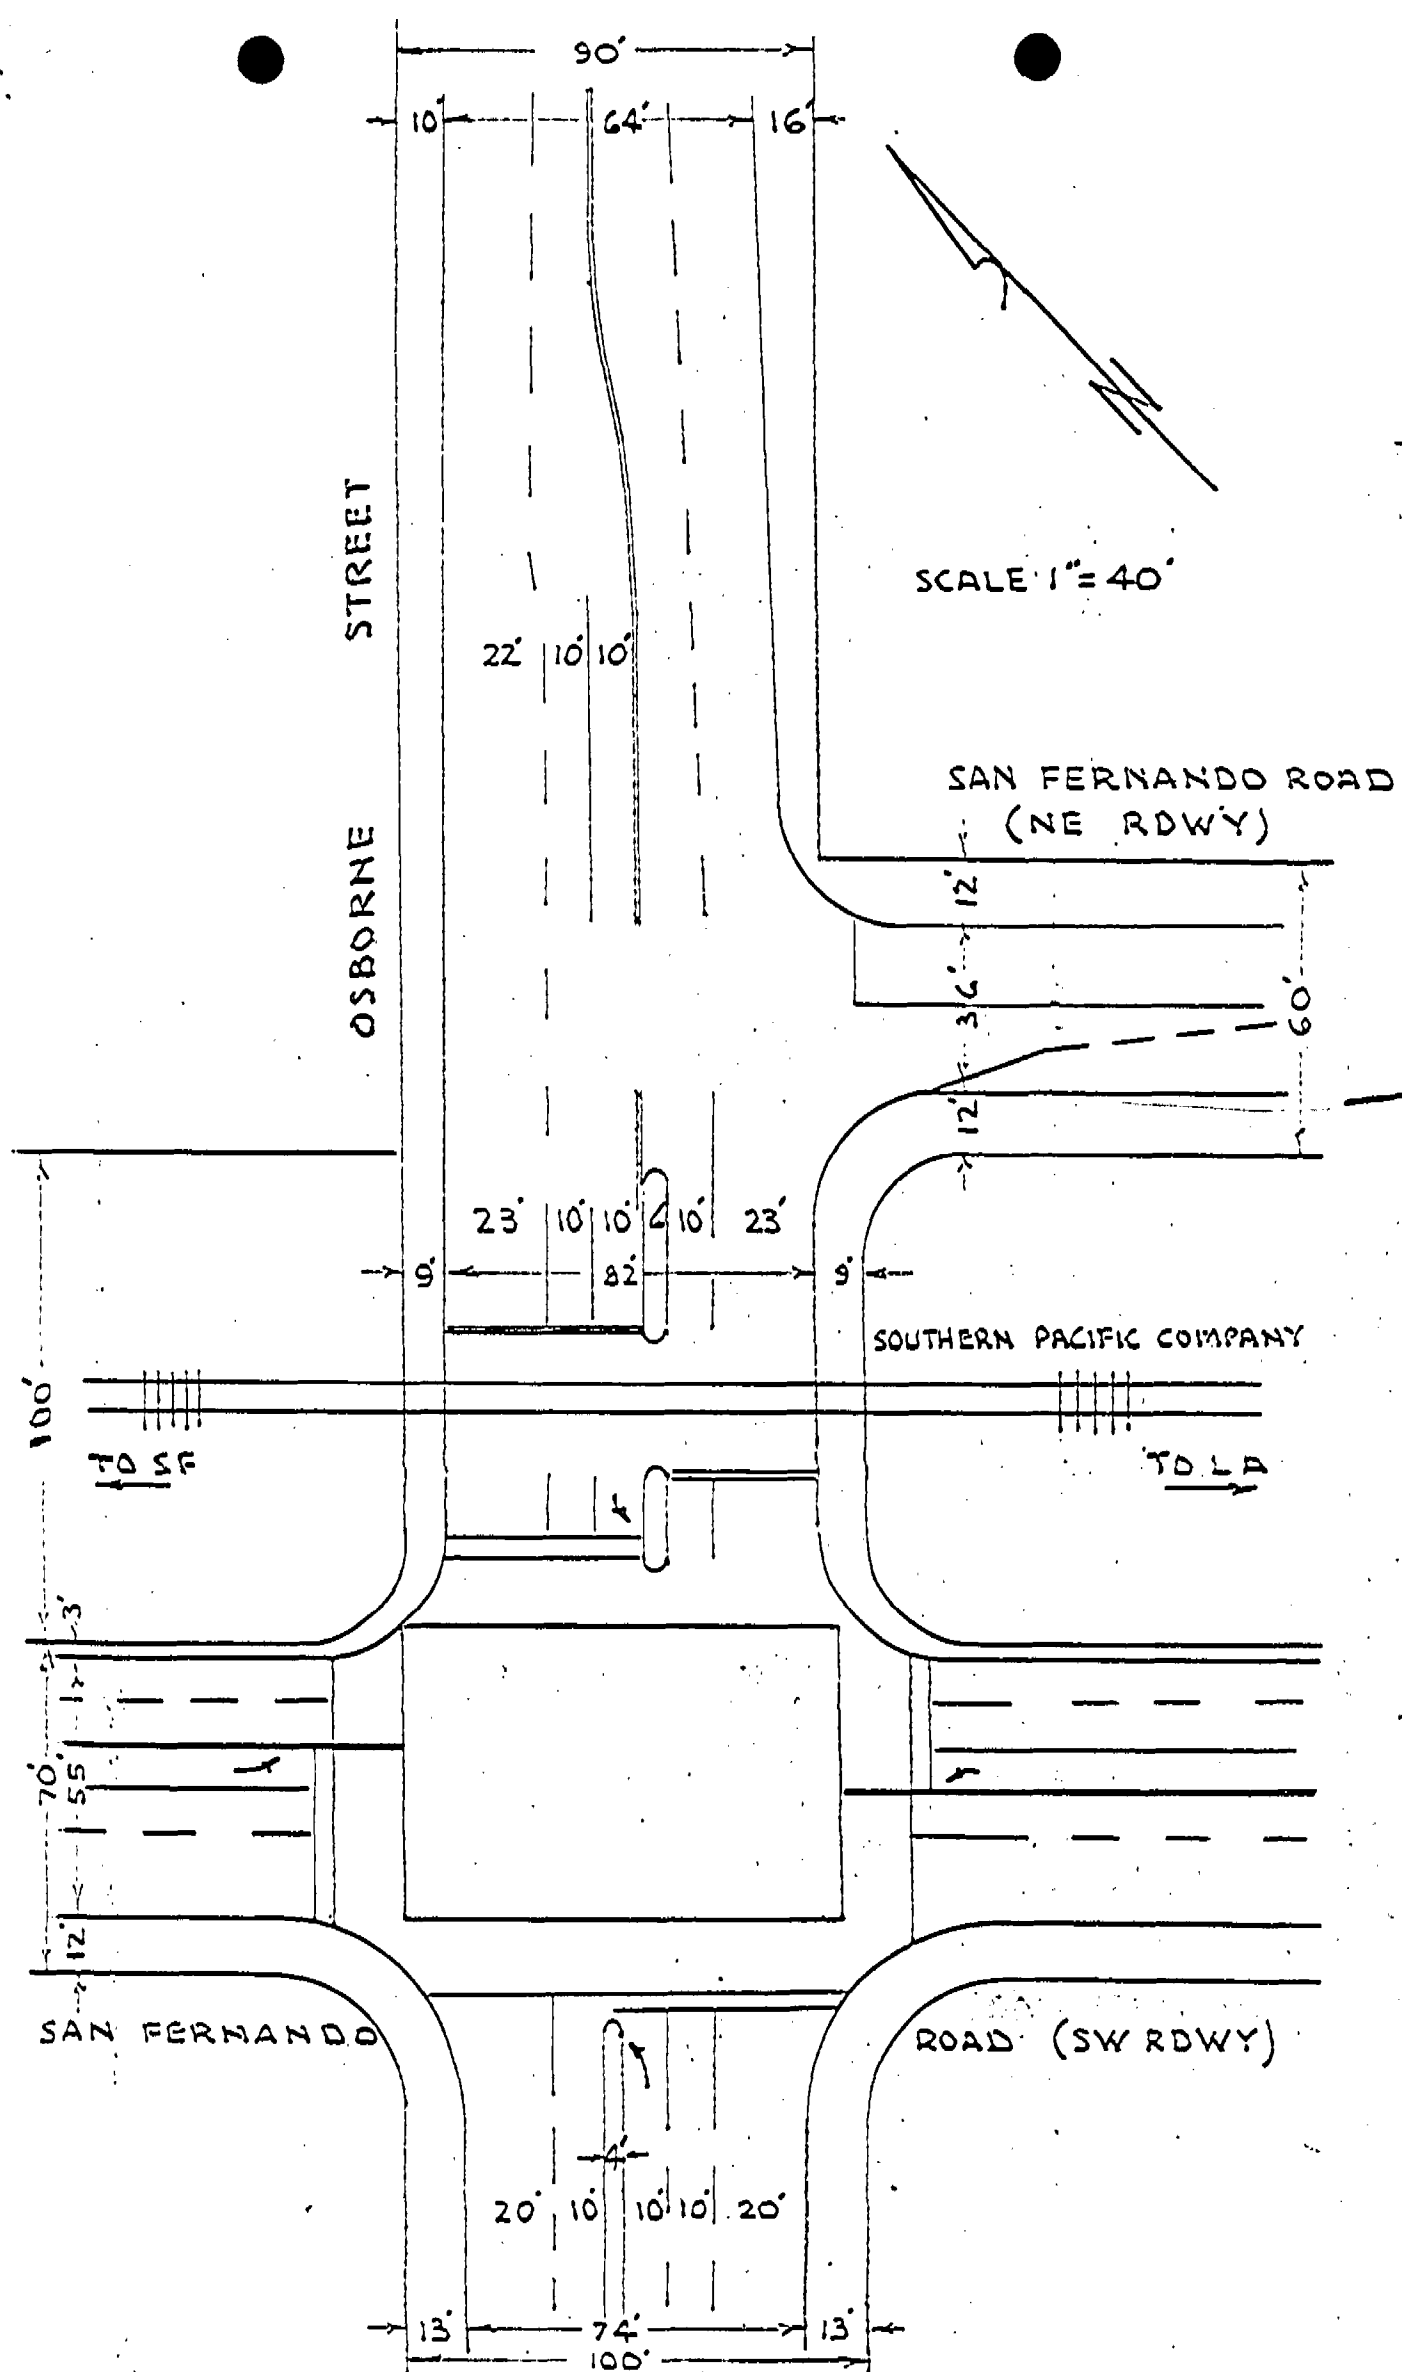 90'
10' 64' 16'
STREET
SCALE 1"= 40'
22' 10' 10'
SAN FERNANDO ROAD
(NE RDWY)
OSBORNE
12'
36'
60'
12'
23' 10' 10' 4 10' 23'
9' 82' 9'
SOUTHERN PACIFIC COMPANY
100'
TO SF
TO LA
3'
70'
55'
12'
SAN FERNANDO
ROAD (SW RDWY)
4'
20' 10' 10' 10' 20'
13' 74' 13'
100'